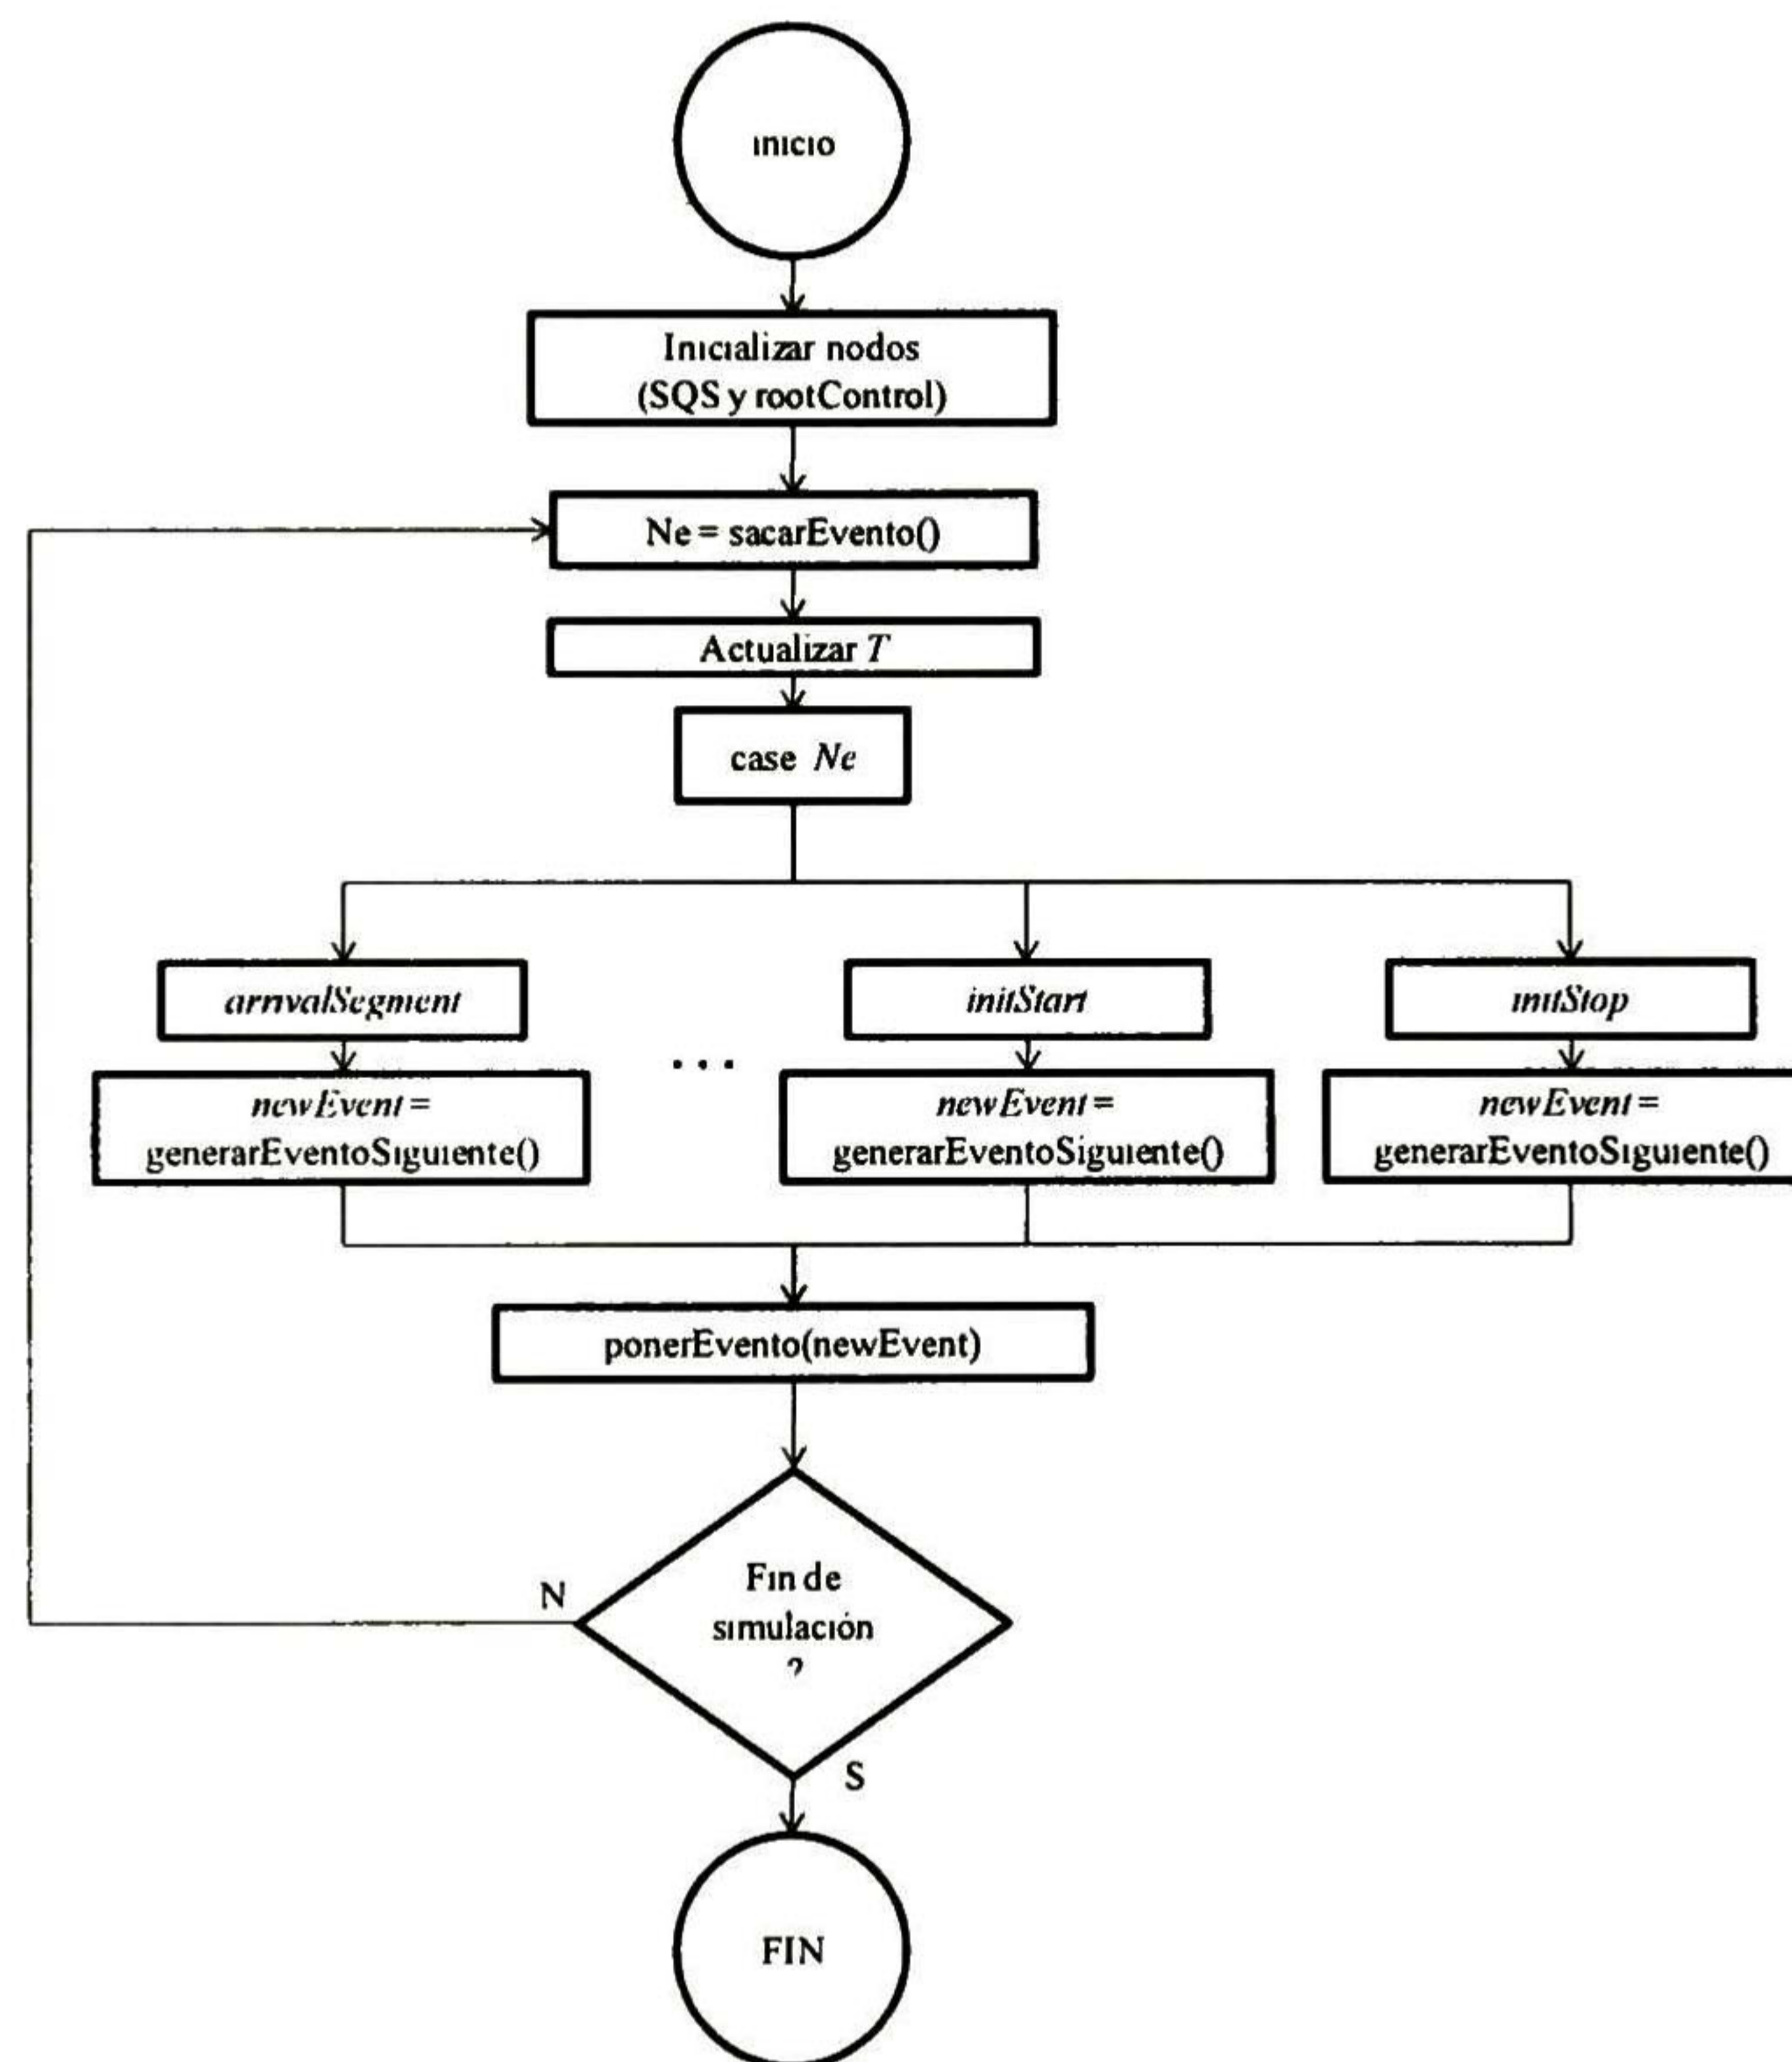 inicio
Inicializar nodos
(SQS y rootControl)
Ne = sacarEvento()
Actualizar T
case Ne
arrivalSegment
initStart
initStop
...
newEvent =
generarEventoSiguiente()
newEvent =
generarEventoSiguiente()
newEvent =
generarEventoSiguiente()
ponerEvento(newEvent)
N
Fin de
simulación
?
S
FIN